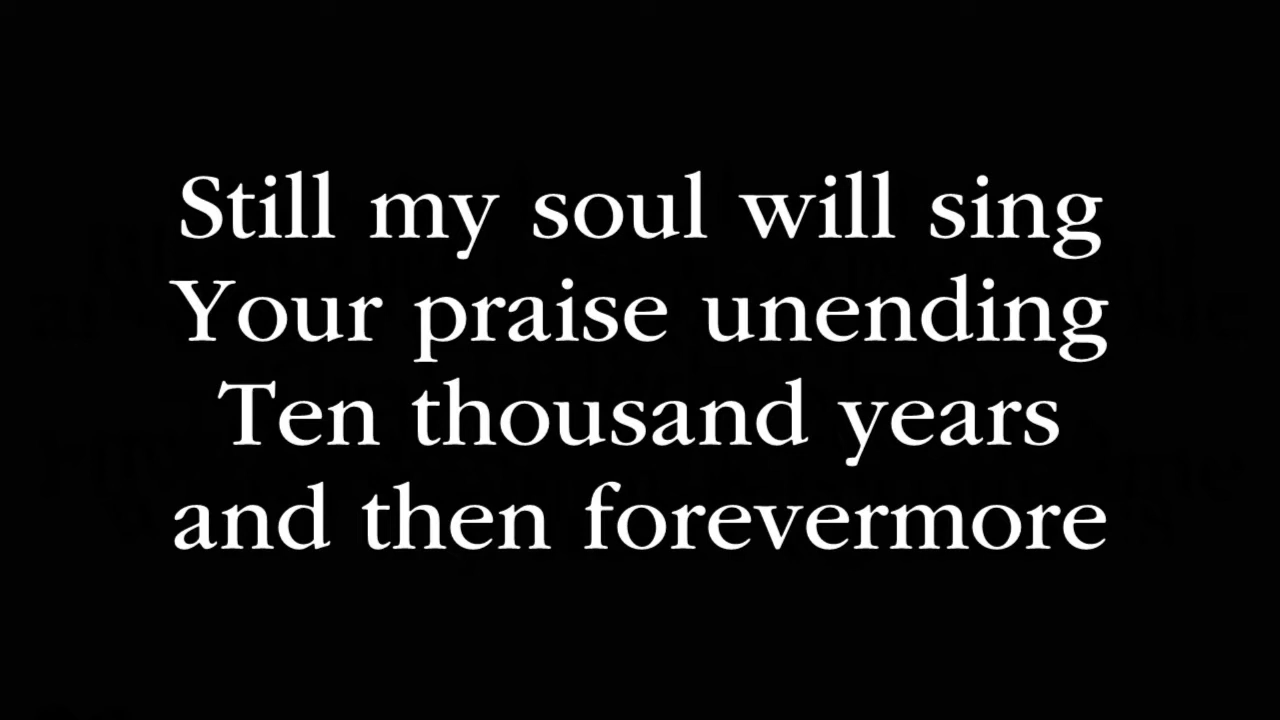 Still my soul will sing
Your praise unending
Ten thousand years
and then forevermore